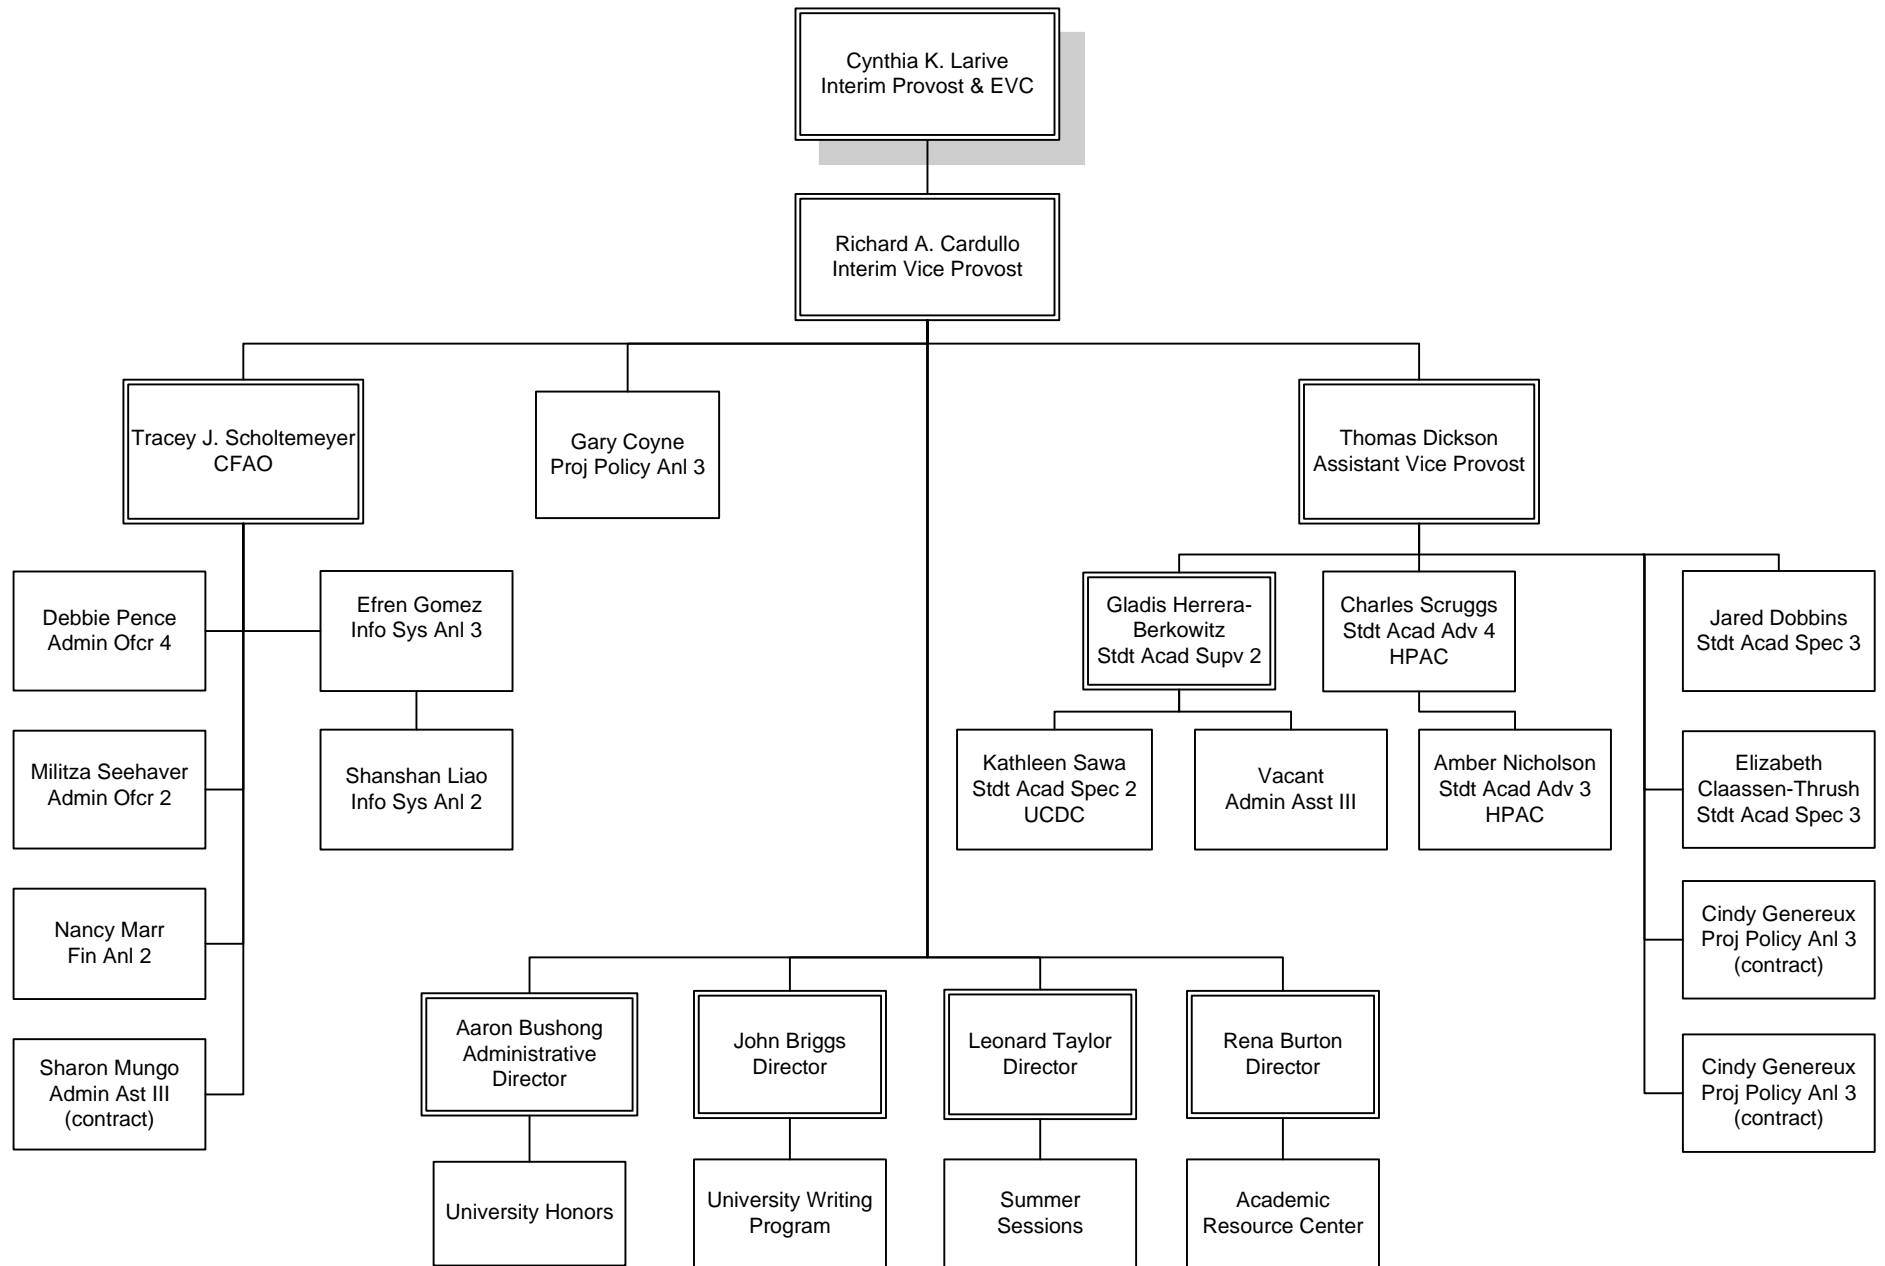 Cynthia K. Larive
Interim Provost & EVC
Richard A. Cardullo
Interim Vice Provost
Tracey J. Scholtemeyer
CFAO
Gary Coyne
Proj Policy Anl 3
Thomas Dickson
Assistant Vice Provost
Debbie Pence
Admin Ofcr 4
Efren Gomez
Info Sys Anl 3
Gladis Herrera-
Berkowitz
Stdt Acad Supv 2
Charles Scruggs
Stdt Acad Adv 4
HPAC
Jared Dobbins
Stdt Acad Spec 3
Militza Seehaver
Admin Ofcr 2
Shanshan Liao
Info Sys Anl 2
Kathleen Sawa
Stdt Acad Spec 2
UCDC
Vacant
Admin Asst III
Amber Nicholson
Stdt Acad Adv 3
HPAC
Elizabeth
Claassen-Thrush
Stdt Acad Spec 3
Nancy Marr
Fin Anl 2
Cindy Genereux
Proj Policy Anl 3
(contract)
Sharon Mungo
Admin Ast III
(contract)
Aaron Bushong
Administrative
Director
John Briggs
Director
Leonard Taylor
Director
Rena Burton
Director
Cindy Genereux
Proj Policy Anl 3
(contract)
University Honors
University Writing
Program
Summer
Sessions
Academic
Resource Center